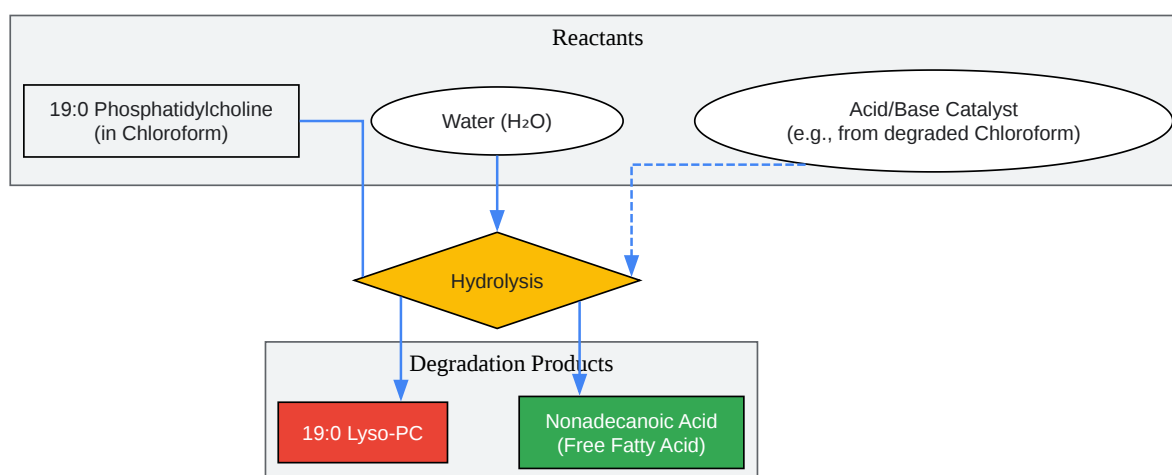 Reactants
19:0 Phosphatidylcholine
(in Chloroform)
Water (H₂O)
Acid/Base Catalyst
(e.g., from degraded Chloroform)
Hydrolysis
Degradation Products
19:0 Lyso-PC
Nonadecanoic Acid
(Free Fatty Acid)